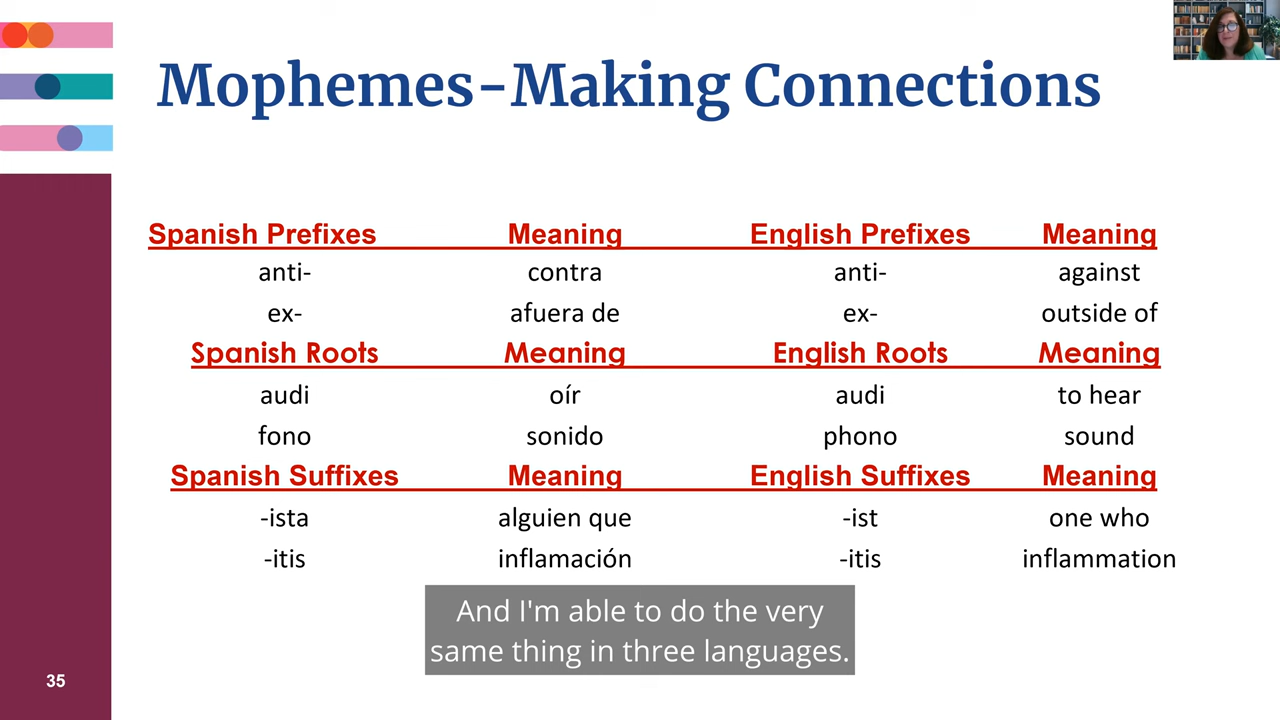 Mophemes-Making Connections
Spanish Prefixes Meaning English Prefixes Meaning
anti- contra anti- against
ex- afuera de ex- outside of
Spanish Roots Meaning English Roots Meaning
audi oír audi to hear
fono sonido phono sound
Spanish Suffixes Meaning English Suffixes Meaning
-ista alguien que -ist one who
-itis inflamación -itis inflammation
And I'm able to do the very
same thing in three languages.
35